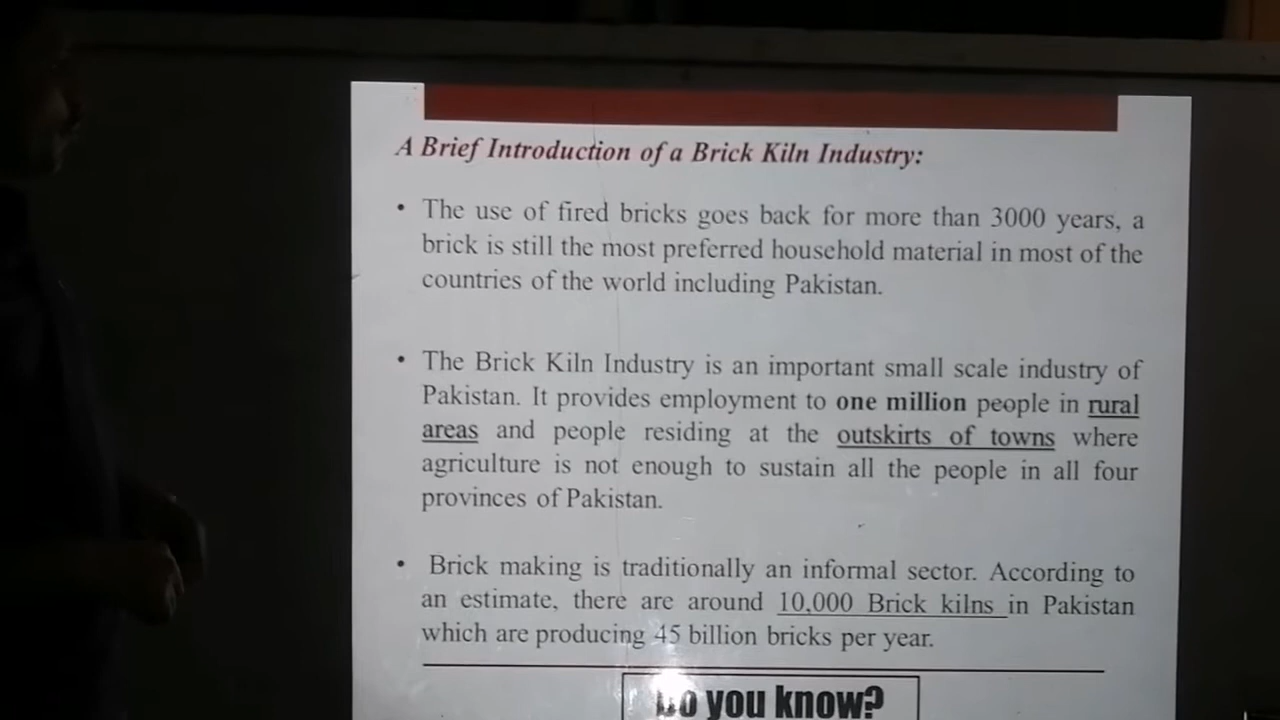 A Brief Introduction of a Brick Kiln Industry:
• The use of fired bricks goes back for more than 3000 years, a
brick is still the most preferred household material in most of the
countries of the world including Pakistan.
• The Brick Kiln Industry is an important small scale industry of
Pakistan. It provides employment to one million people in rural
areas and people residing at the outskirts of towns where
agriculture is not enough to sustain all the people in all four
provinces of Pakistan.
• Brick making is traditionally an informal sector. According to
an estimate, there are around 10,000 Brick kilns in Pakistan
which are producing 45 billion bricks per year.
Do you know?